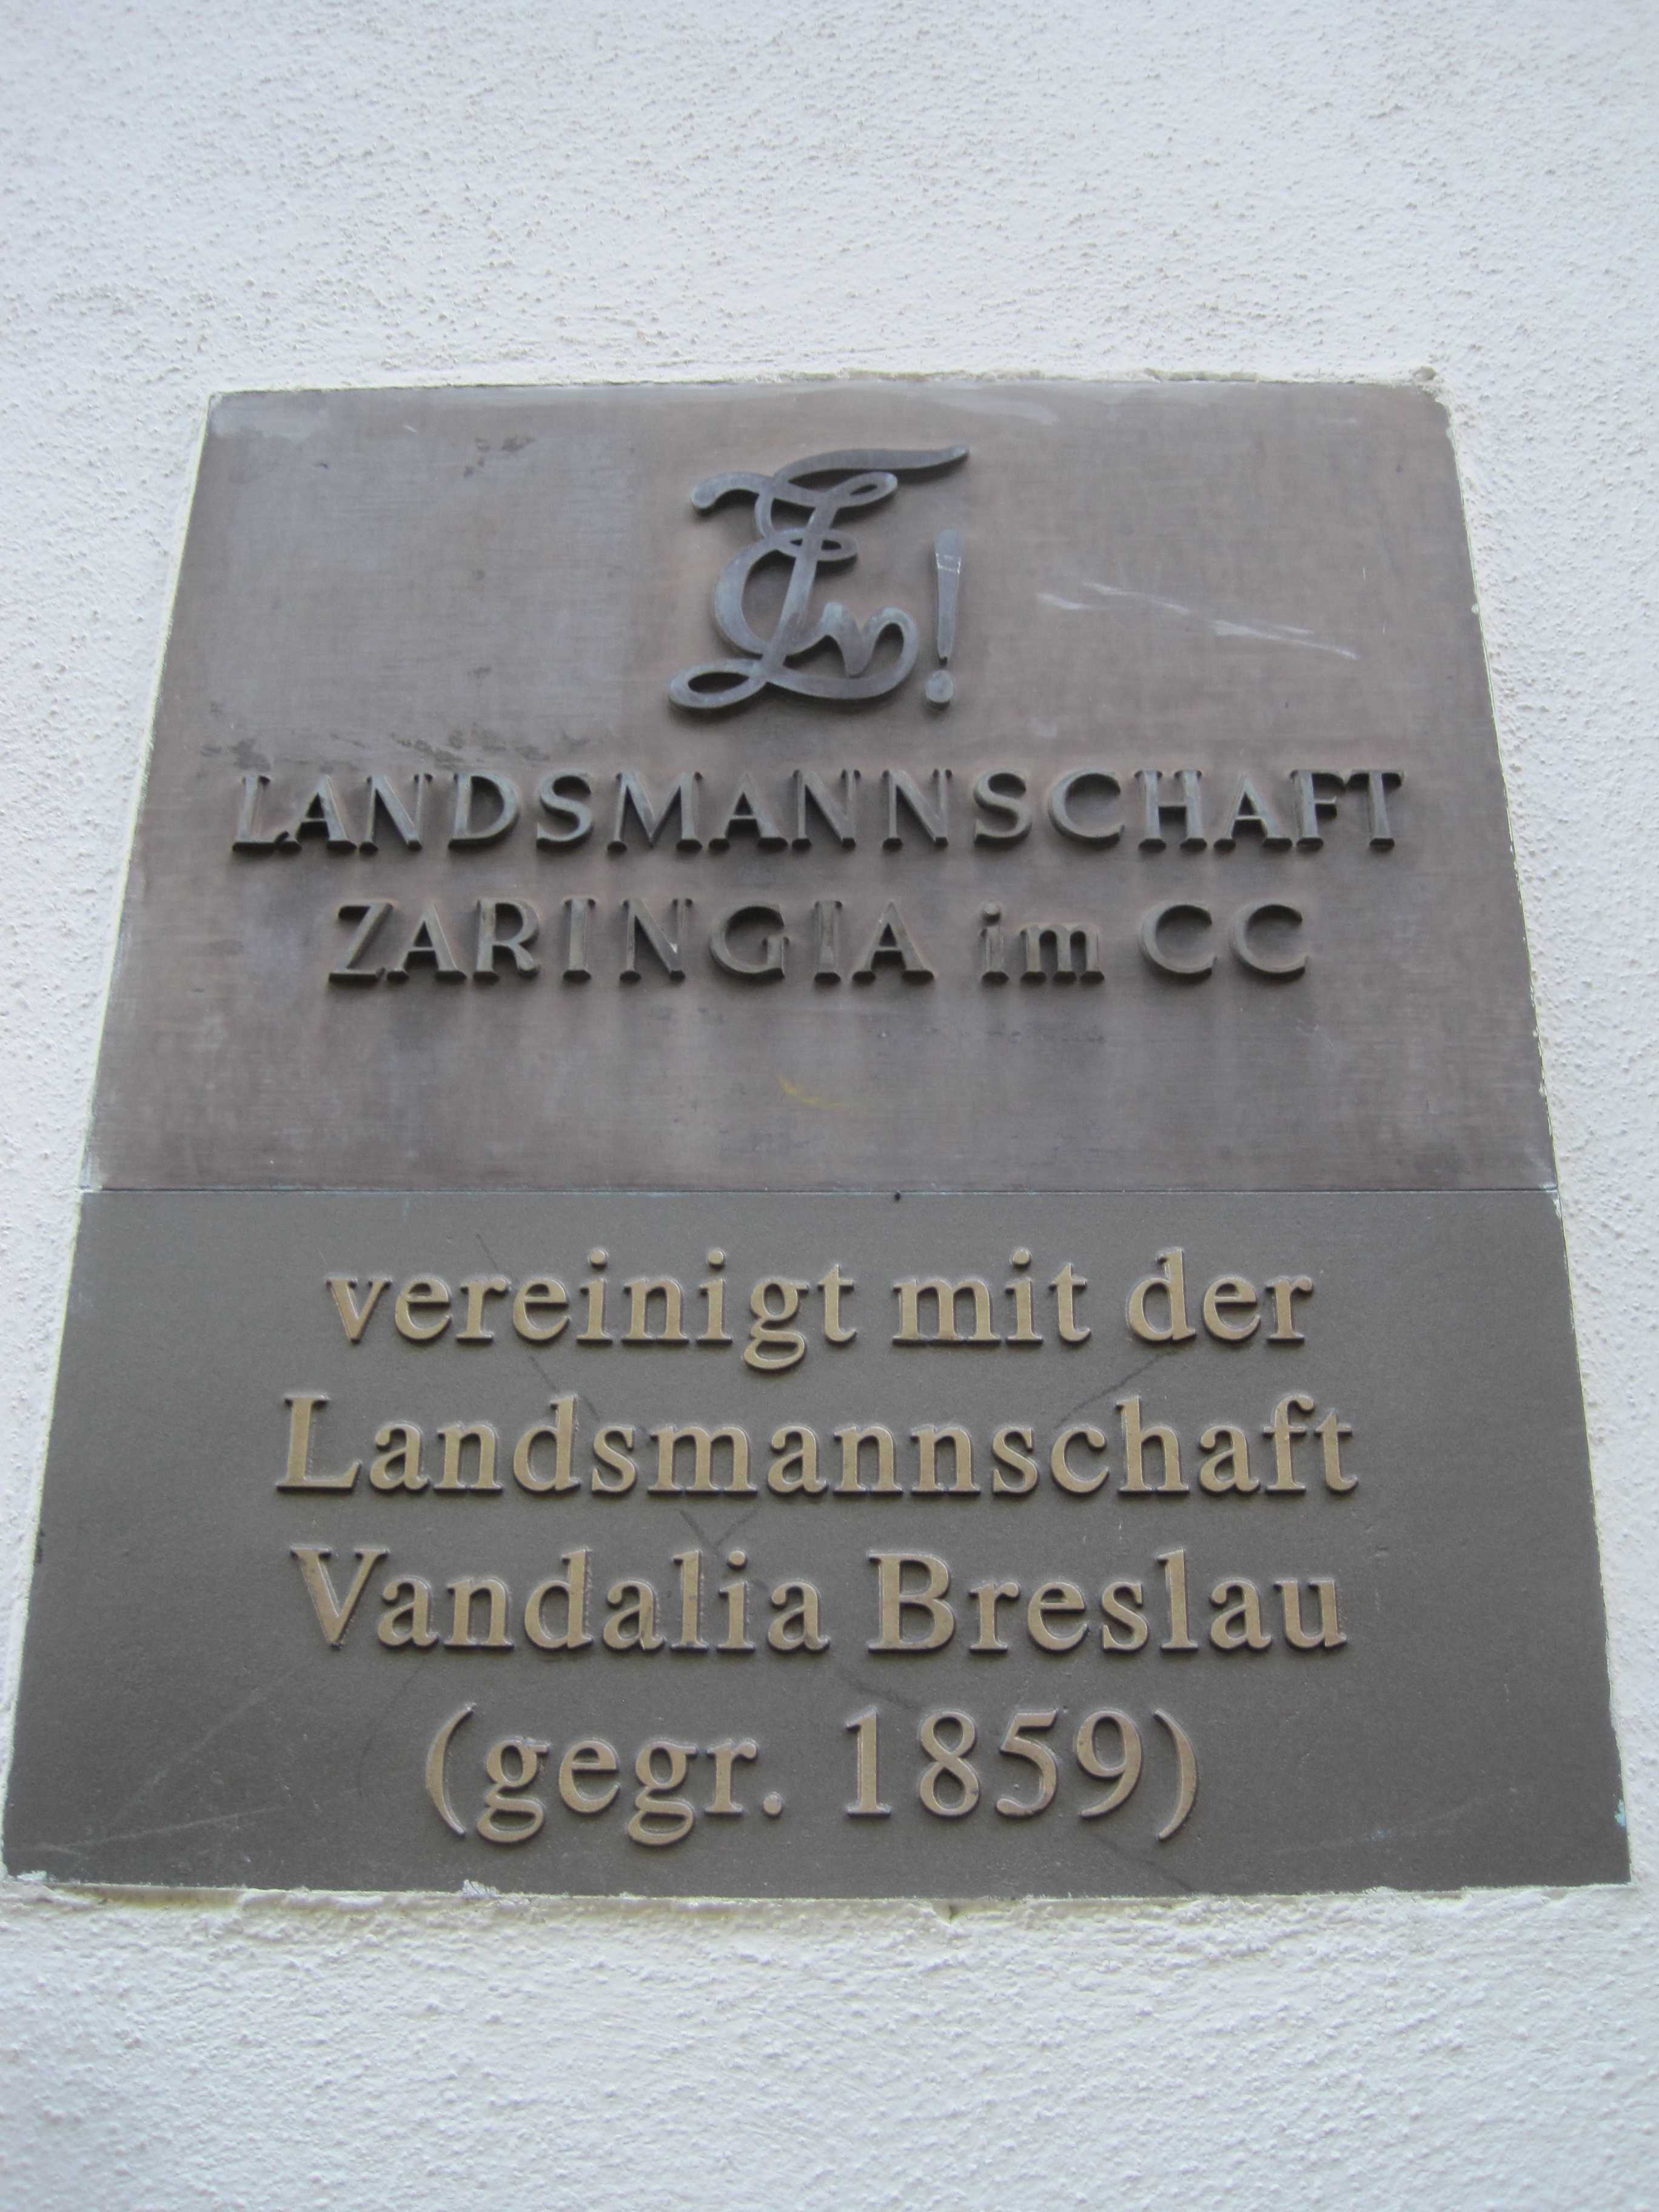 LANDSMANNSCHAFT
ZARINGIA im CC
vereinigt mit der
Landsmannschaft
Vandalia Breslau
(gegr. 1859)